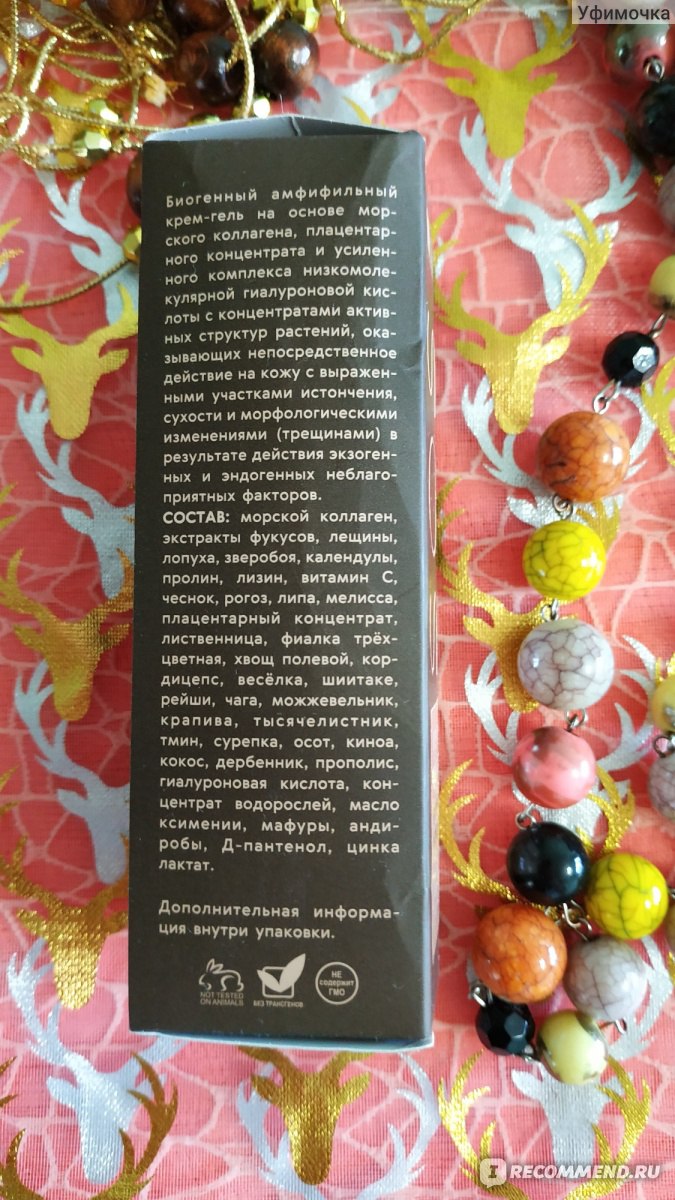 Уфимочка
Биогенный амфифильный
крем-гель на основе мор-
ского коллагена, плацентар-
ного концентрата и усилен-
ного комплекса низкомоле-
кулярной гиалуроновой кис-
лоты с концентратами актив-
ных структур растений, ока-
зывающих непосредственное
действие на кожу с выражен-
ными участками истончения,
сухости и морфологическими
изменениями (трещинами) в
результате действия экзоген-
ных и эндогенных неблаго-
приятных факторов.
СОСТАВ: морской коллаген,
экстракты фукусов, лещины,
лопуха, зверобоя, календулы,
пролин, лизин, витамин С,
чеснок, рогоз, липа, мелисса,
плацентарный концентрат,
лиственница, фиалка трёх-
цветная, хвощ полевой, кор-
дицепс, весёлка, шиитаке,
рейши, чага, можжевельник,
крапива, тысячелистник,
тмин, сурепка, осот, киноа,
кокос, дербенник, прополис,
гиалуроновая кислота, кон-
центрат водорослей, масло
ксимении, мафуры, анди-
робы, Д-пантенол, цинка
лактат.
Дополнительная информа-
ция внутри упаковки.
NOT TESTED
ON ANIMALS
БЕЗ ТРАНСГЕНОВ
НЕ
содержит
ГМО
I RECOMMEND.RU